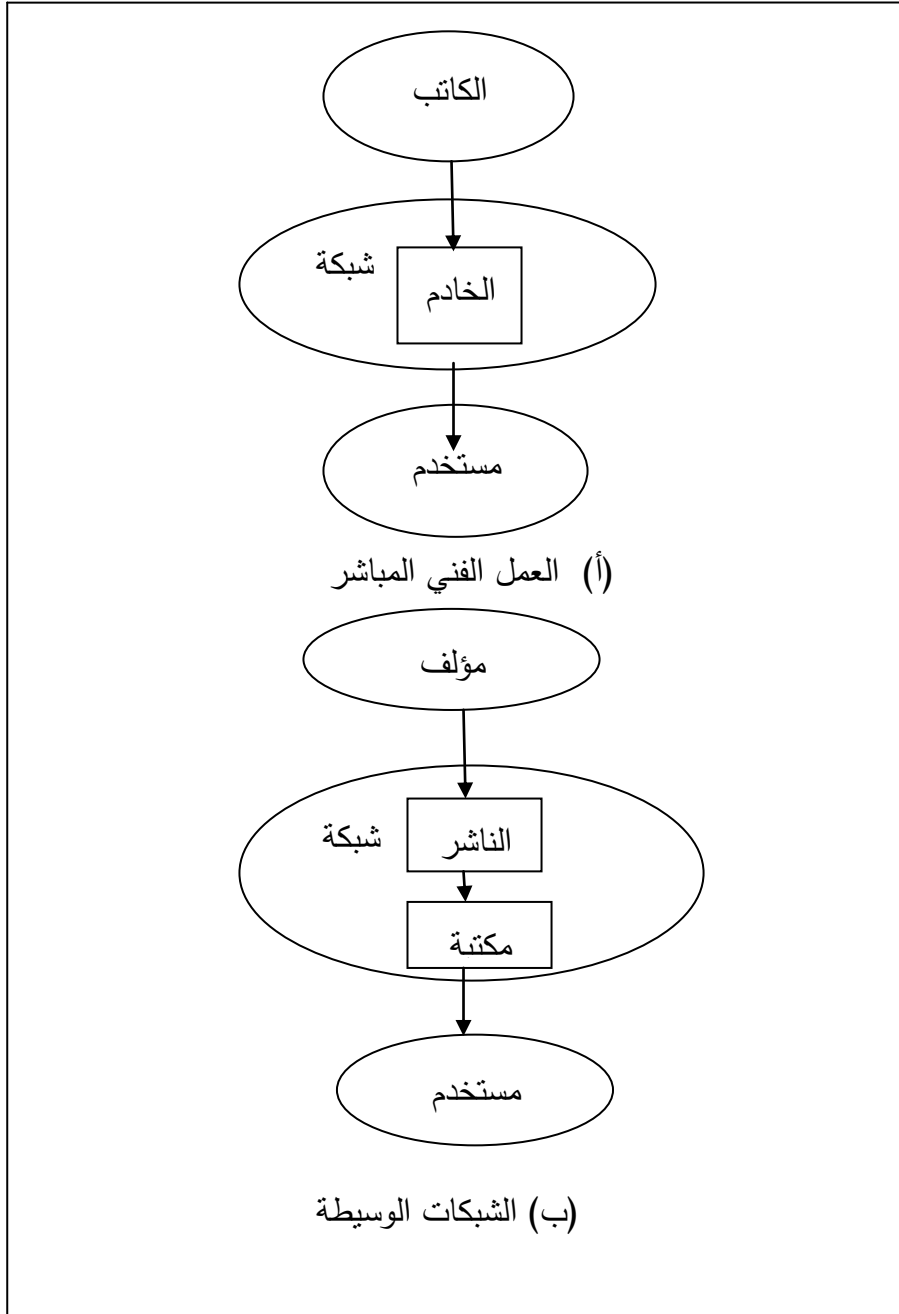 الكاتب
شبكة
الخادم
مستخدم
(أ) العمل الفني المباشر
مؤلف
شبكة
الناشر
مكتبة
مستخدم
(ب) الشبكات الوسيطة